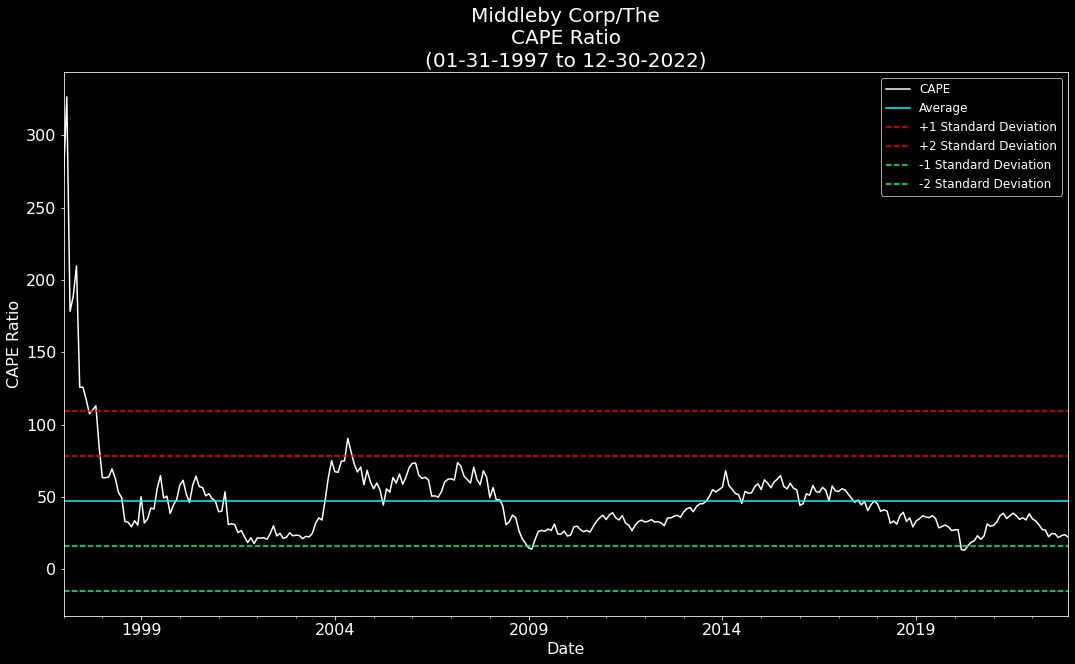 Middleby Corp/The
CAPE Ratio
(01-31-1997 to 12-30-2022)
CAPE
Average
+1 Standard Deviation
+2 Standard Deviation
-1 Standard Deviation
-2 Standard Deviation
CAPE Ratio
300
250
200
150
100
50
0
1999
2004
2009
2014
2019
Date